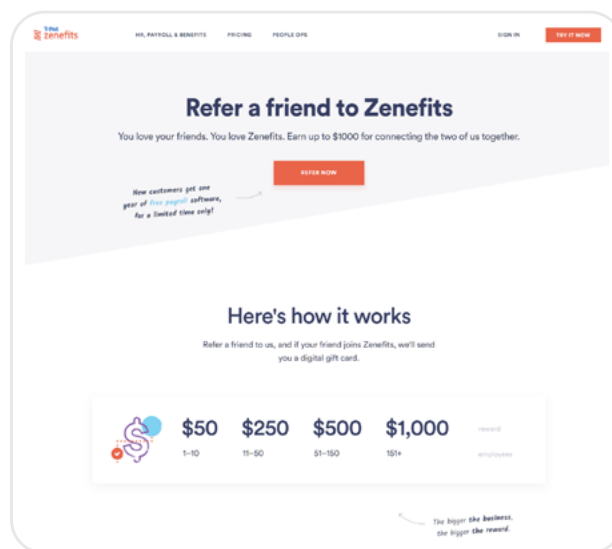 TriNet
zenefits
HR, PAYROLL & BENEFITS PRICING PEOPLE OPS SIGN IN TRY IT NOW
Refer a friend to Zenefits
You love your friends. You love Zenefits. Earn up to $1000 for connecting the two of us together.
REFER NOW
New customers get one
year of free payroll software,
for a limited time only!
Here's how it works
Refer a friend to us, and if your friend joins Zenefits, we'll send
you a digital gift card.
$50 $250 $500 $1,000 reward
1–10 11–50 51–150 151+ employees
The bigger the business,
the bigger the reward.